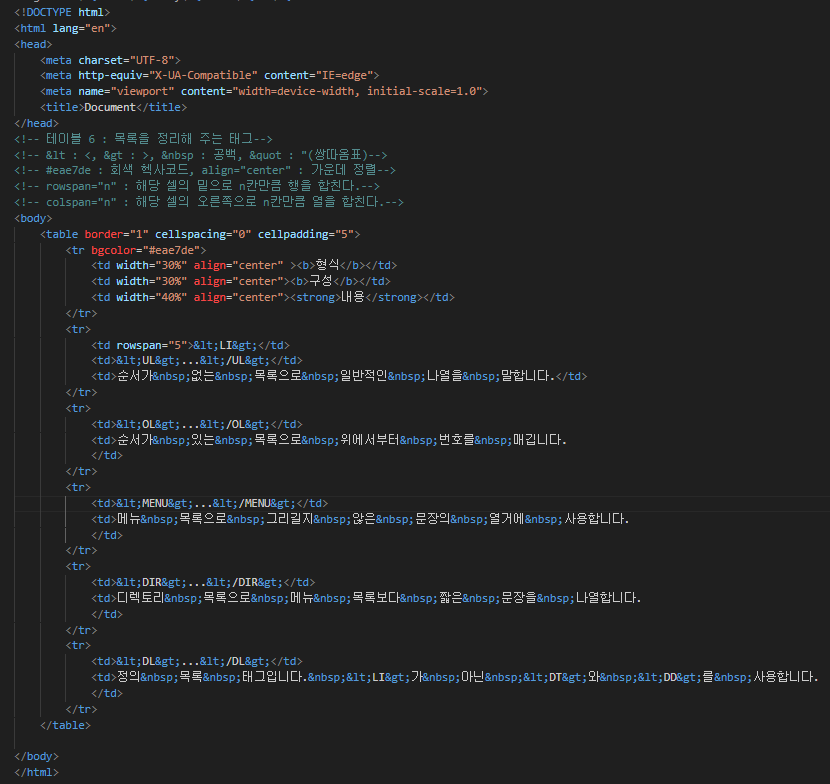 <!DOCTYPE html>
<html lang="en">
<head>
    <meta charset="UTF-8">
    <meta http-equiv="X-UA-Compatible" content="IE=edge">
    <meta name="viewport" content="width=device-width, initial-scale=1.0">
    <title>Document</title>
</head>
<!-- 테이블 6 : 목록을 정리해 주는 태그-->
<!-- &lt : <, &gt : >, &nbsp : 공백, &quot : "(쌍따옴표)-->
<!-- #eae7de : 회색 헥사코드, align="center" : 가운데 정렬-->
<!-- rowspan="n" : 해당 셀의 밑으로 n칸만큼 행을 합친다.-->
<!-- colspan="n" : 해당 셀의 오른쪽으로 n칸만큼 열을 합친다.-->
<body>
    <table border="1" cellspacing="0" cellpadding="5">
        <tr bgcolor="#eae7de">
            <td width="30%" align="center" ><b>형식</b></td>
            <td width="30%" align="center"><b>구성</b></td>
            <td width="40%" align="center"><strong>내용</strong></td>
        </tr>
        <tr>
            <td rowspan="5">&lt;LI&gt;</td>
            <td>&lt;UL&gt;...&lt;/UL&gt;</td>
            <td>순서가&nbsp;없는&nbsp;목록으로&nbsp;일반적인&nbsp;나열을&nbsp;말합니다.</td>
        </tr>
        <tr>
            <td>&lt;OL&gt;...&lt;/OL&gt;</td>
            <td>순서가&nbsp;있는&nbsp;목록으로&nbsp;위에서부터&nbsp;번호를&nbsp;매깁니다.
            </td>
        </tr>
        <tr>
            <td>&lt;MENU&gt;...&lt;/MENU&gt;</td>
            <td>메뉴&nbsp;목록으로&nbsp;그리길지&nbsp;않은&nbsp;문장의&nbsp;열거에&nbsp;사용합니다.
            </td>
        </tr>
        <tr>
            <td>&lt;DIR&gt;...&lt;/DIR&gt;</td>
            <td>디렉토리&nbsp;목록으로&nbsp;메뉴&nbsp;목록보다&nbsp;짧은&nbsp;문장을&nbsp;나열합니다.
            </td>
        </tr>
        <tr>
            <td>&lt;DL&gt;...&lt;/DL&gt;</td>
            <td>정의&nbsp;목록&nbsp;태그입니다.&nbsp;&lt;LI&gt;가&nbsp;아닌&nbsp;&lt;DT&gt;와&nbsp;&lt;DD&gt;를&nbsp;사용합니다.
            </td>
        </tr>
    </table>
</body>
</html>